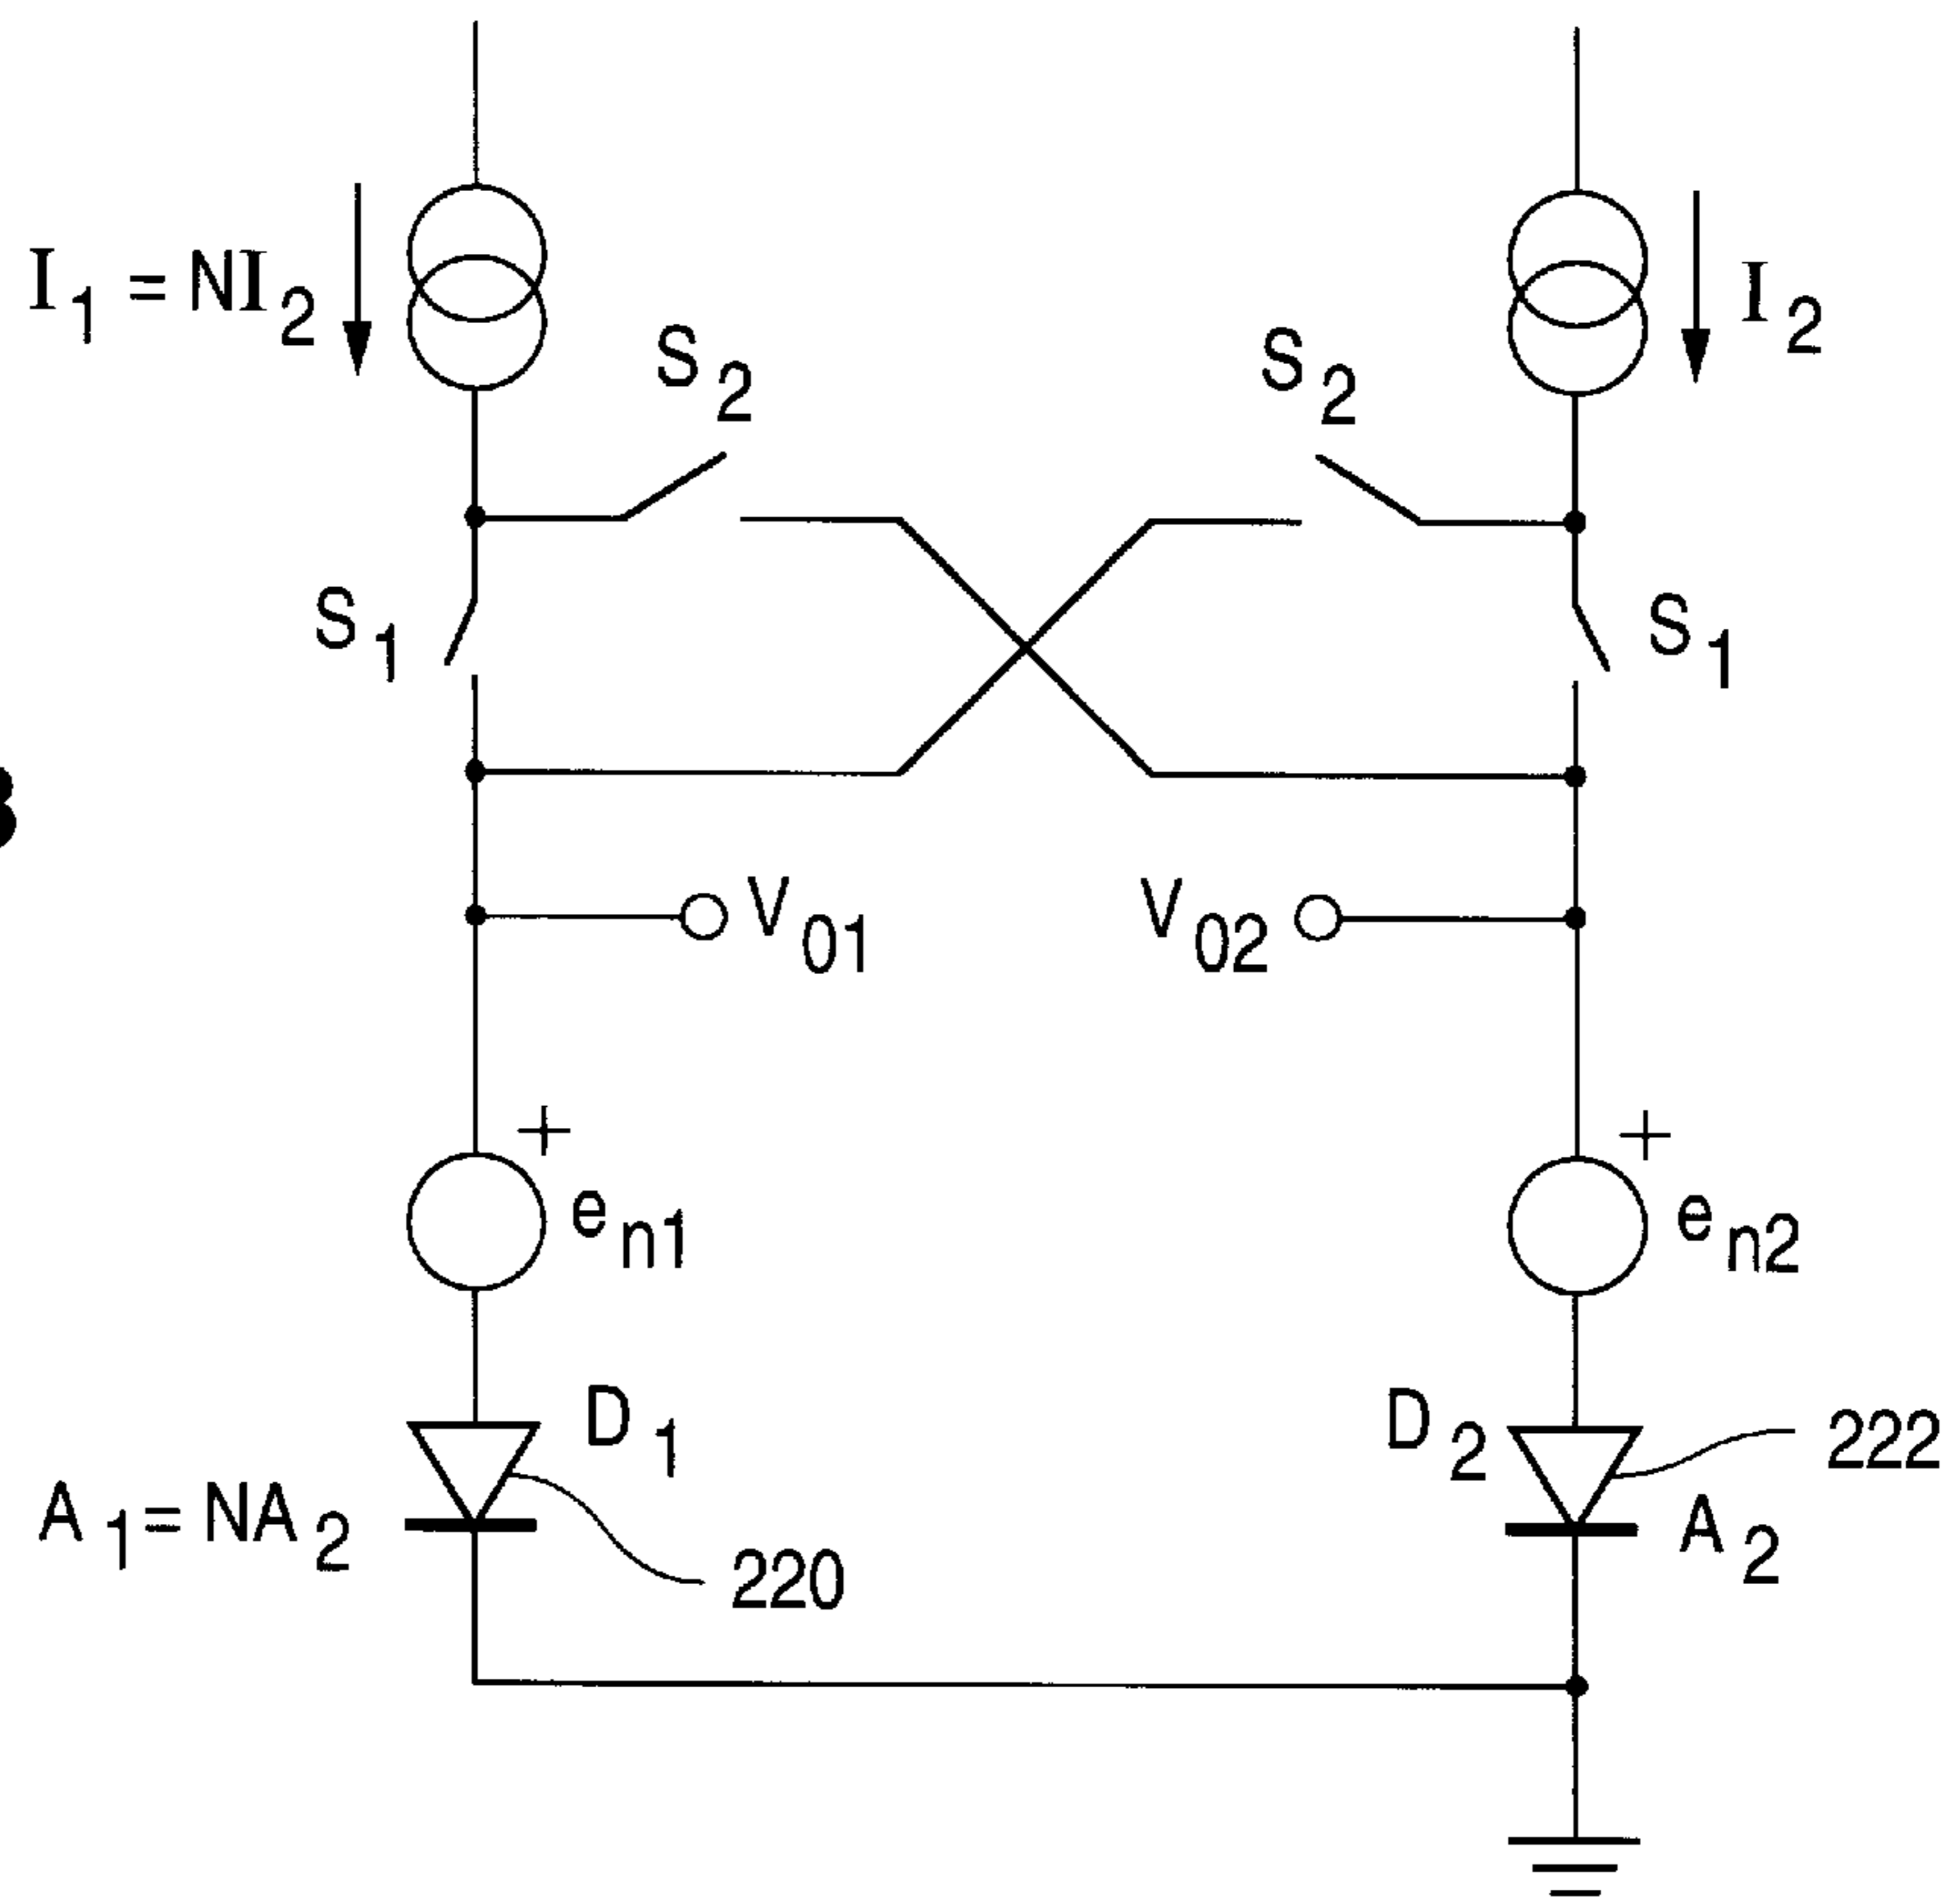 I1 = NI2
I2
S2
S2
S1
S1
V01
V02
+
+
en1
en2
D1
D2
222
A1= NA2
A2
220